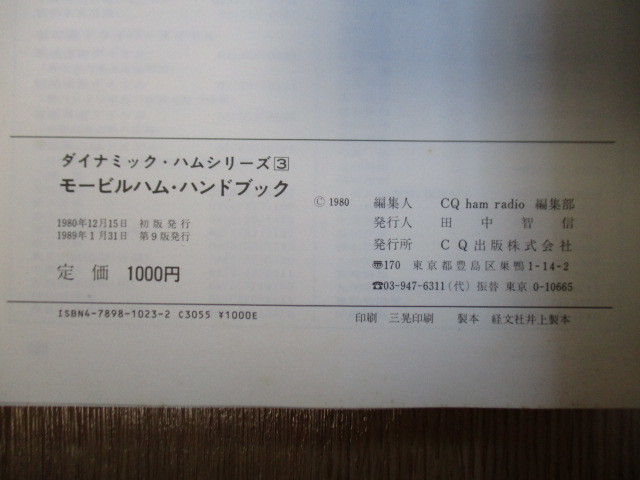 ダイナミック・ハムシリーズ3
モービルハム・ハンドブック
1980年12月15日 初版発行
1989年1月31日 第9版発行
定価 1000円
© 1980
編集人 CQ ham radio 編集部
発行人 田中智信
発行所 CQ出版株式会社
〠170 東京都豊島区巣鴨1-14-2
☎03-947-6311(代) 振替 東京 0-10665
ISBN4-7898-1023-2 C3055 ¥1000E
印刷 三晃印刷 製本 経文社井上製本